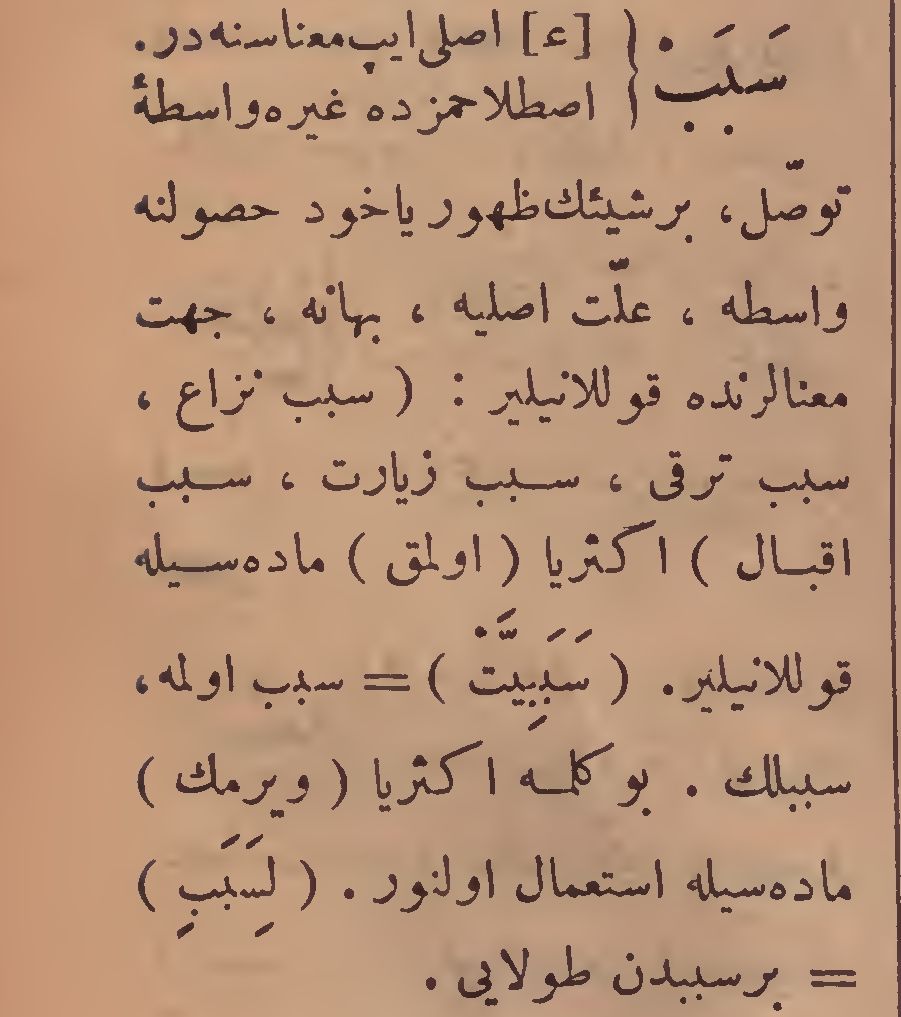 سَبَبْ } [ع] اصلی ایپ معناسنه‌در.
اصطلاحمزده غیره واسطهٔ
توصّل، برشیئك ظهور یاخود حصولنه
واسطه ، علّت اصلیه ، بهانه ، جهت
معنالرنده قوللانیلیر : ( سبب نزاع ،
سبب ترقی ، سبب زیارت ، سبب
اقبال ) اکثریا ( اولمق ) ماده‌سیله
قوللانیلیر. ( سَبَبِیَّتْ ) = سبب اولمه،
سببلك . بوکلمه اکثریا ( ویرمك )
ماده‌سیله استعمال اولنور . ( لِسَبَبٍ )
= برسببدن طولایی .